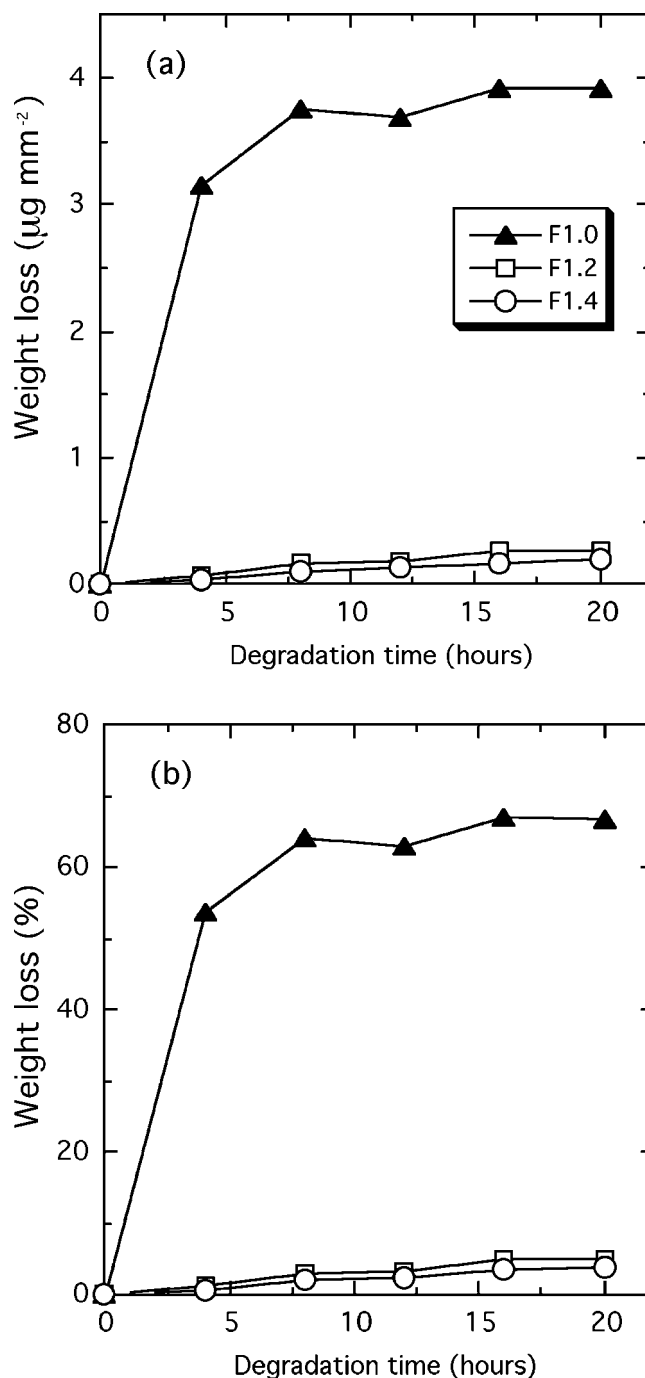 (a)
4
3
2
1
0
Weight loss (µg mm⁻²)
F1.0
F1.2
F1.4
0 5 10 15 20
Degradation time (hours)
(b)
80
60
40
20
0
Weight loss (%)
0 5 10 15 20
Degradation time (hours)